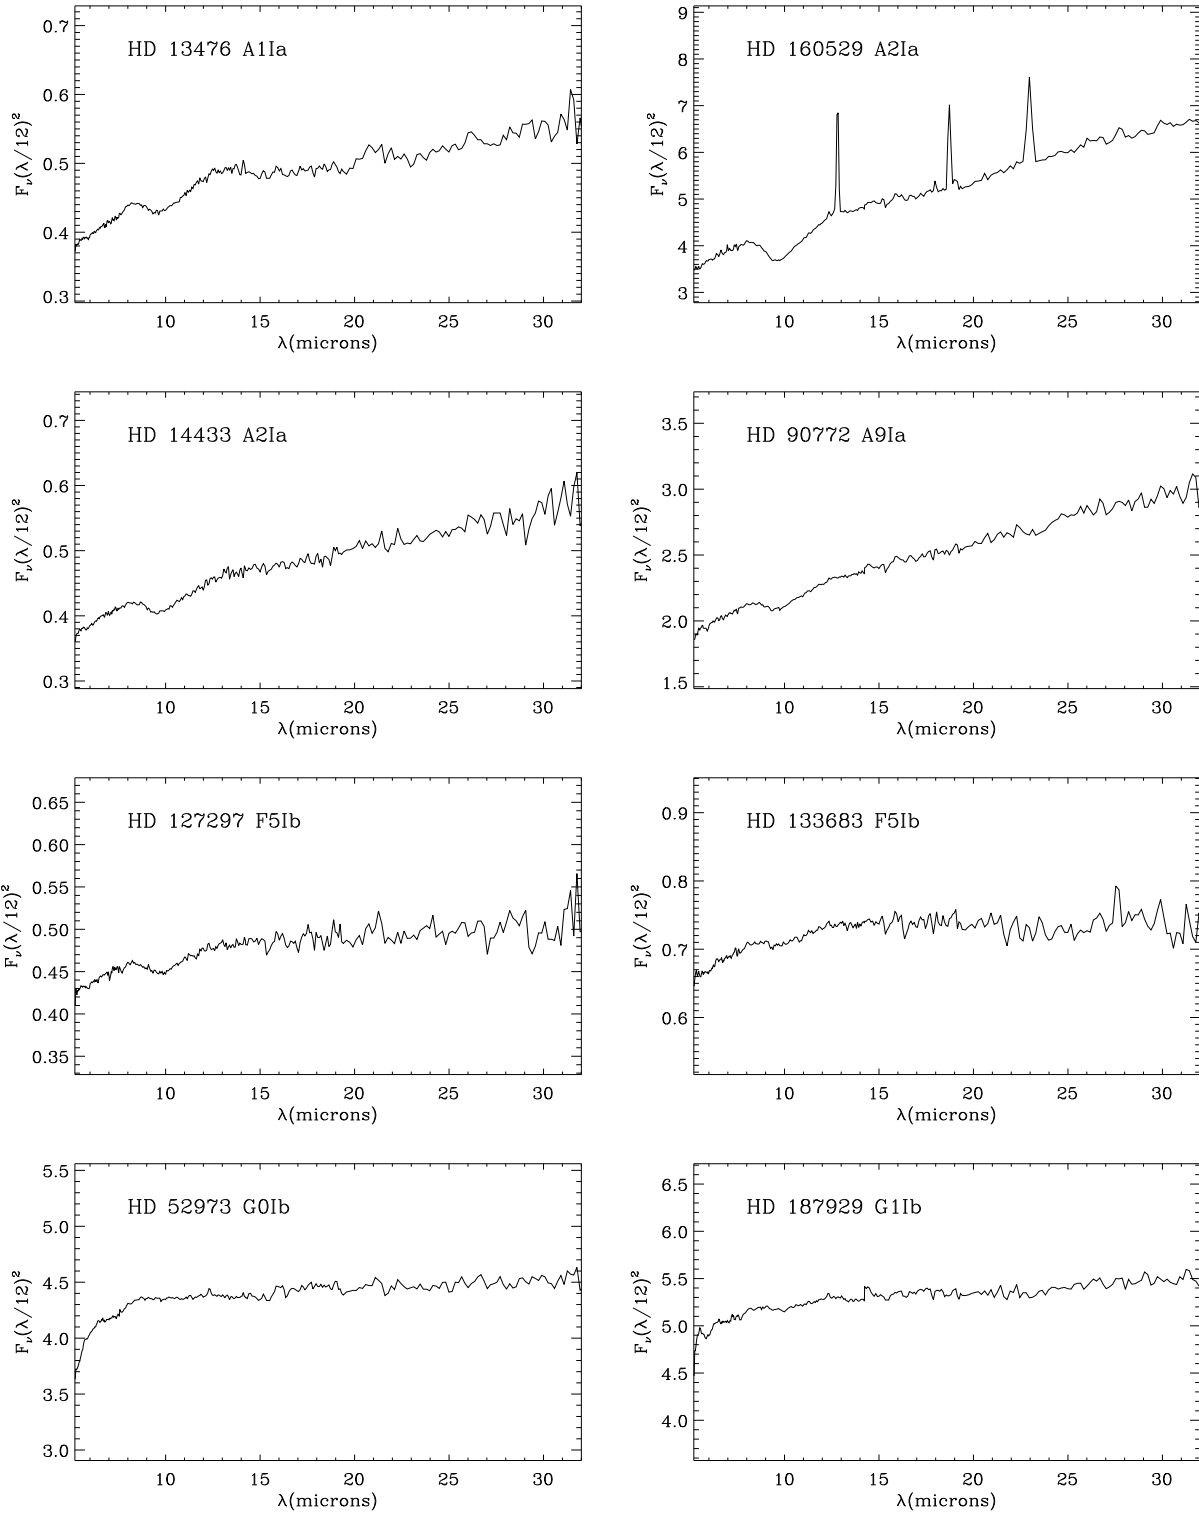 HD 13476 A1Ia
0.7
0.6
0.5
0.4
0.3
Fν(λ/12)²
10 15 20 25 30
λ(microns)
HD 160529 A2Ia
9
8
7
6
5
4
3
Fν(λ/12)²
10 15 20 25 30
λ(microns)
HD 14433 A2Ia
0.7
0.6
0.5
0.4
0.3
Fν(λ/12)²
10 15 20 25 30
λ(microns)
HD 90772 A9Ia
3.5
3.0
2.5
2.0
1.5
Fν(λ/12)²
10 15 20 25 30
λ(microns)
HD 127297 F5Ib
0.65
0.60
0.55
0.50
0.45
0.40
0.35
Fν(λ/12)²
10 15 20 25 30
λ(microns)
HD 133683 F5Ib
0.9
0.8
0.7
0.6
Fν(λ/12)²
10 15 20 25 30
λ(microns)
HD 52973 G0Ib
5.5
5.0
4.5
4.0
3.5
3.0
Fν(λ/12)²
10 15 20 25 30
λ(microns)
HD 187929 G1Ib
6.5
6.0
5.5
5.0
4.5
4.0
Fν(λ/12)²
10 15 20 25 30
λ(microns)